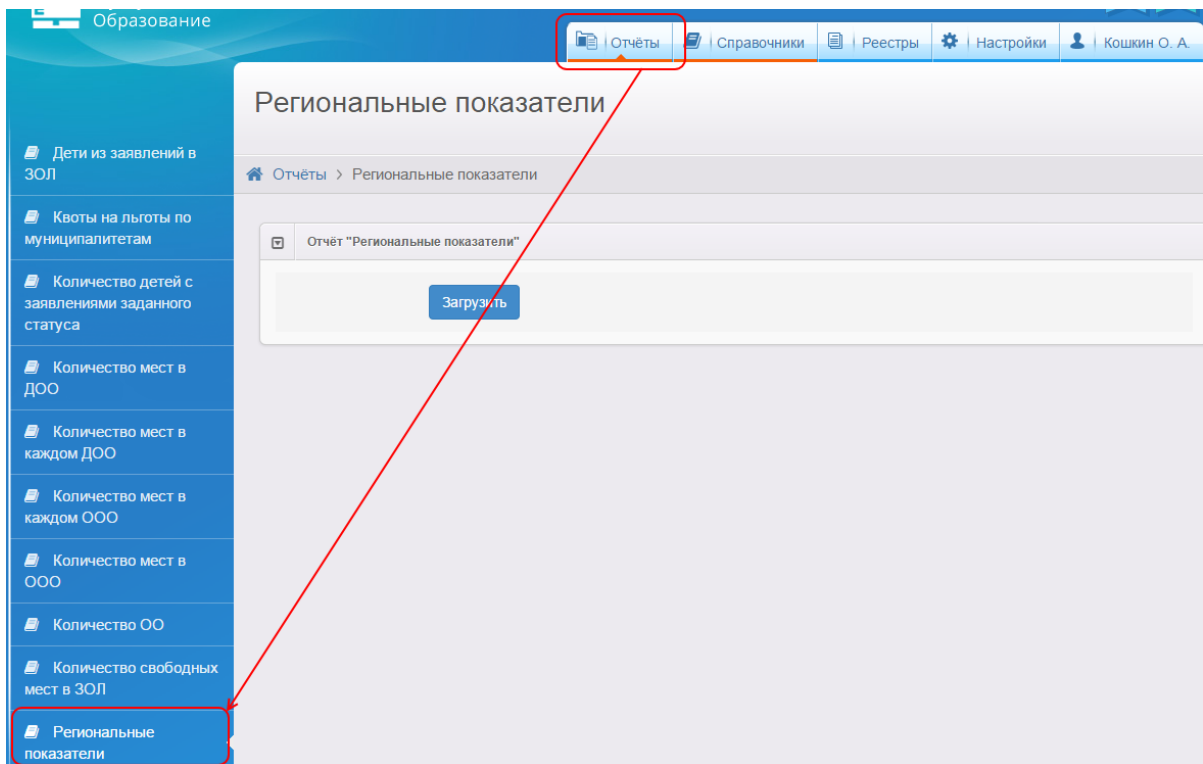 Образование
Отчёты
Справочники
Реестры
Настройки
Кошкин О. А.
Региональные показатели
Отчёты > Региональные показатели
Отчёт "Региональные показатели"
Загрузить
Дети из заявлений в
ЗОЛ
Квоты на льготы по
муниципалитетам
Количество детей с
заявлениями заданного
статуса
Количество мест в
ДОО
Количество мест в
каждом ДОО
Количество мест в
каждом ООО
Количество мест в
ООО
Количество ОО
Количество свободных
мест в ЗОЛ
Региональные
показатели